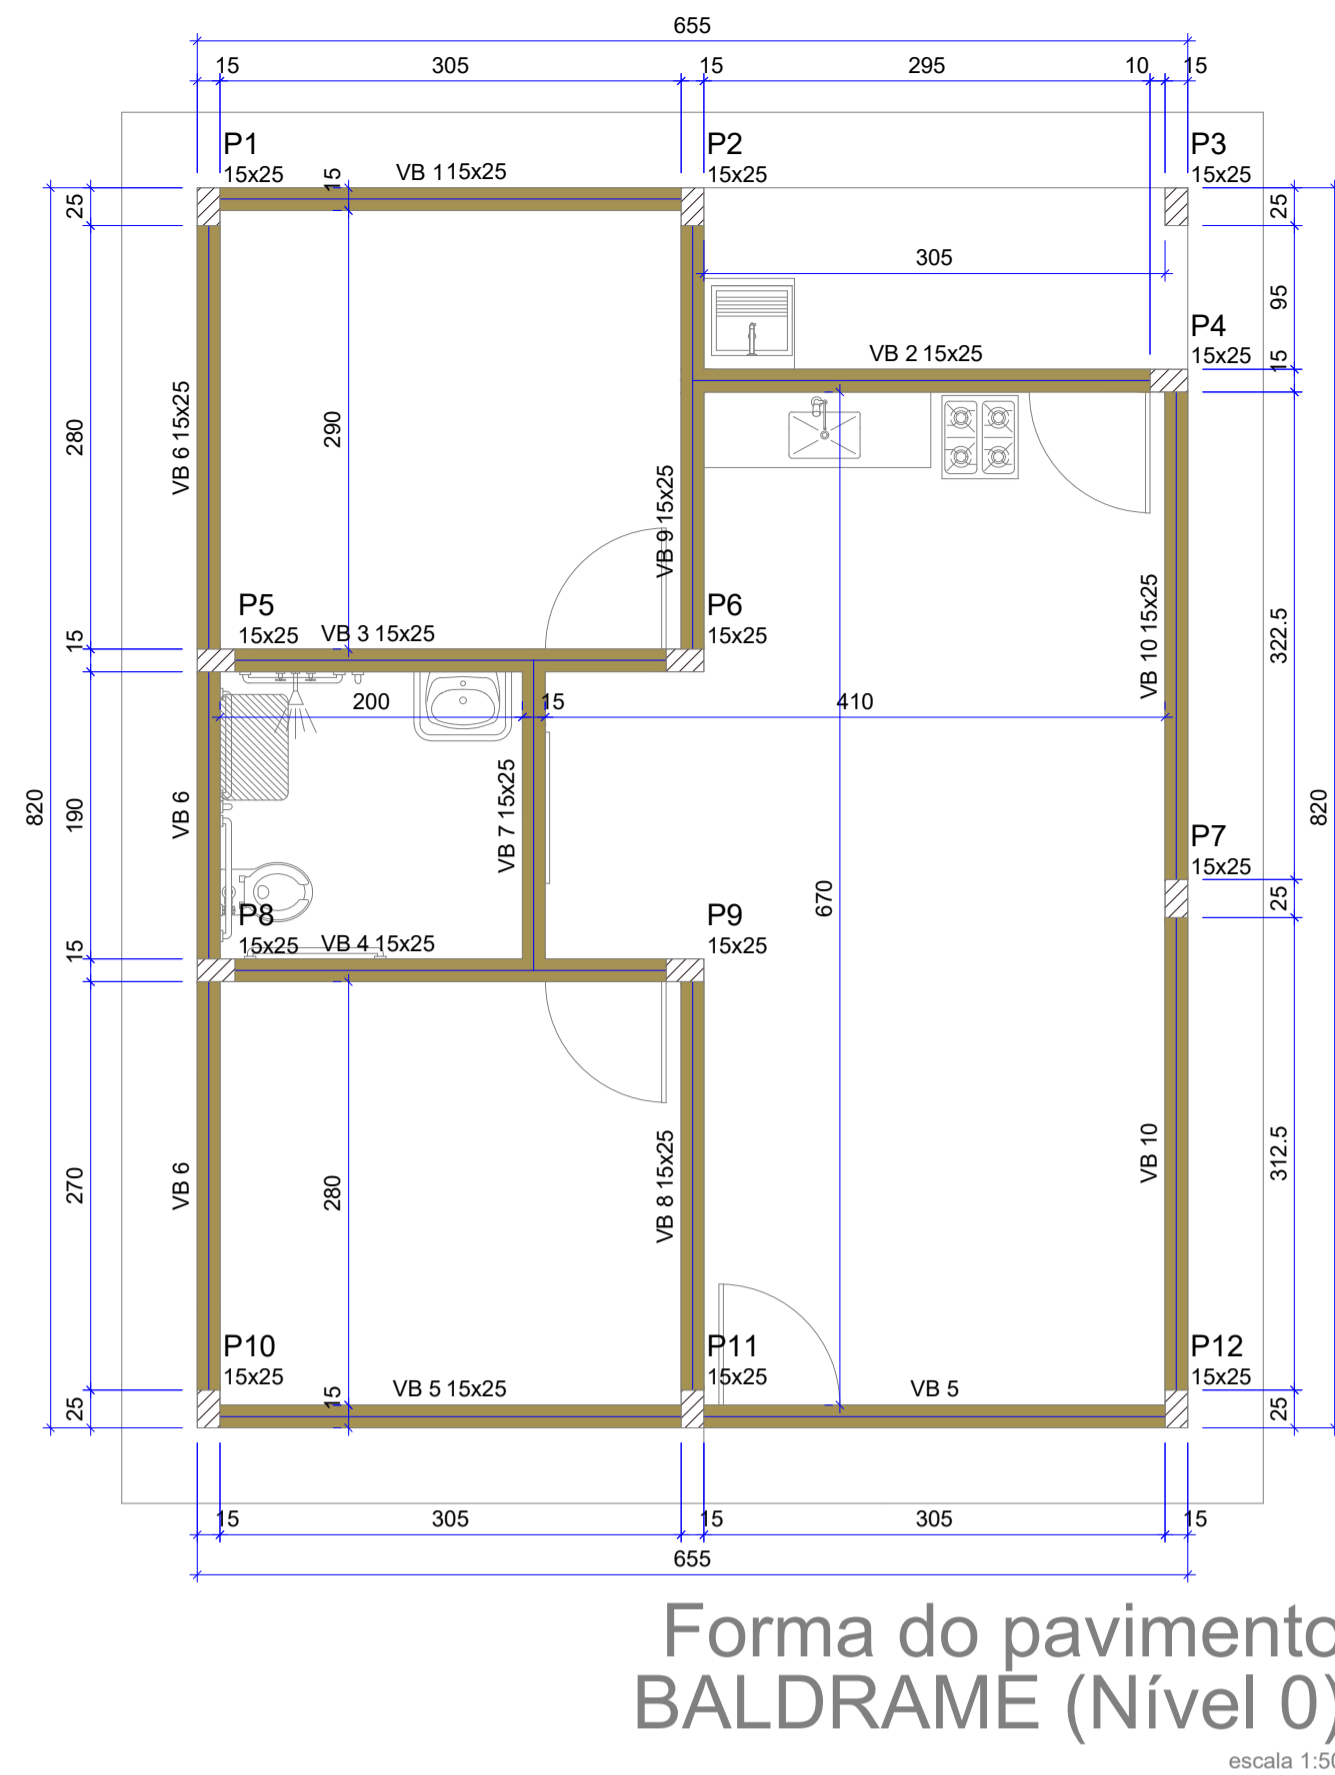 655
15 305 15 295 10 15
P1 P2 P3
15x25 VB 115x25 15x25 15x25
15
25 25
305
95
P4
VB 2 15x25 15x25
15
280 VB 6 15x25 290
VB 9 15x25
VB 10 15x25 322.5
P5 P6
15x25 VB 3 15x25 15x25
15
200 15 410
820 190 VB 6 VB 7 15x25 820
P7
15x25
670 25
P8 P9
15x25 VB 4 15x25 15x25
15
270 VB 6 280 VB 8 15x25 VB 10 312.5
P10 P11 P12
15x25 15x25 15x25
VB 5 15x25 VB 5
15
25 25
15 305 15 305 15
655
Forma do pavimento
BALDRAME (Nível 0)
escala 1:50